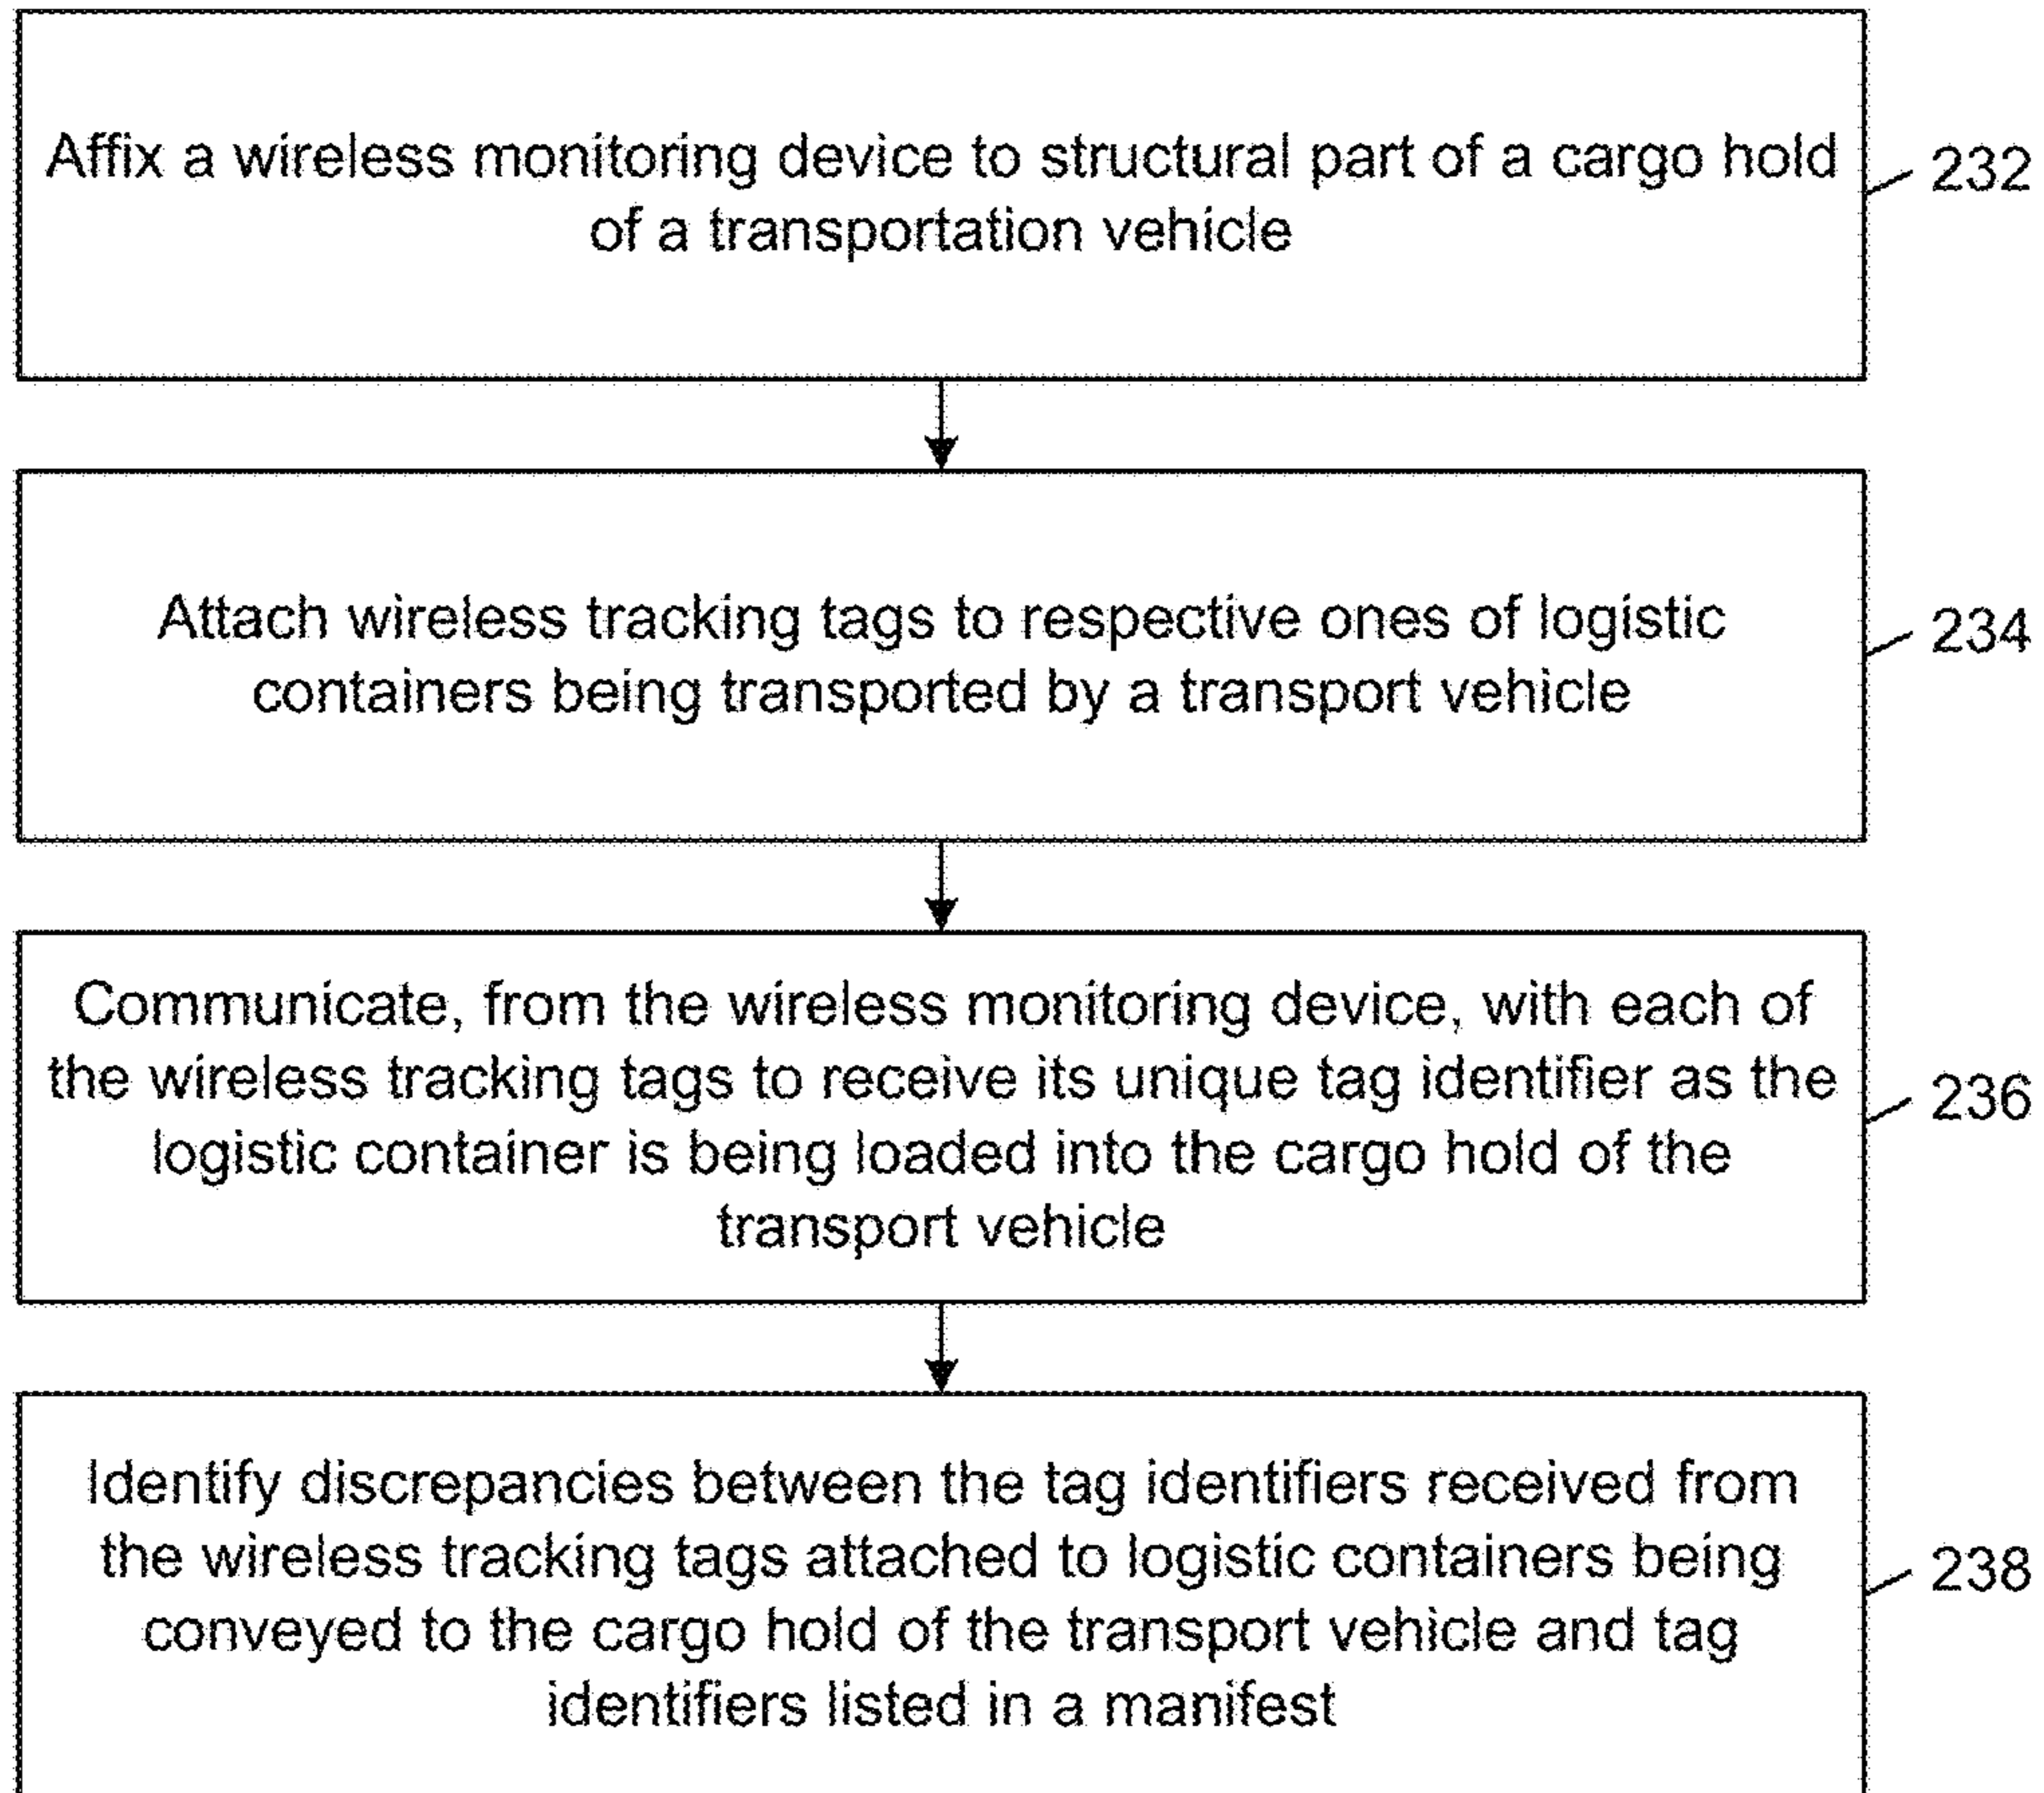 Affix a wireless monitoring device to structural part of a cargo hold
of a transportation vehicle
232
Attach wireless tracking tags to respective ones of logistic
containers being transported by a transport vehicle
234
Communicate, from the wireless monitoring device, with each of
the wireless tracking tags to receive its unique tag identifier as the
logistic container is being loaded into the cargo hold of the
transport vehicle
236
Identify discrepancies between the tag identifiers received from
the wireless tracking tags attached to logistic containers being
conveyed to the cargo hold of the transport vehicle and tag
identifiers listed in a manifest
238